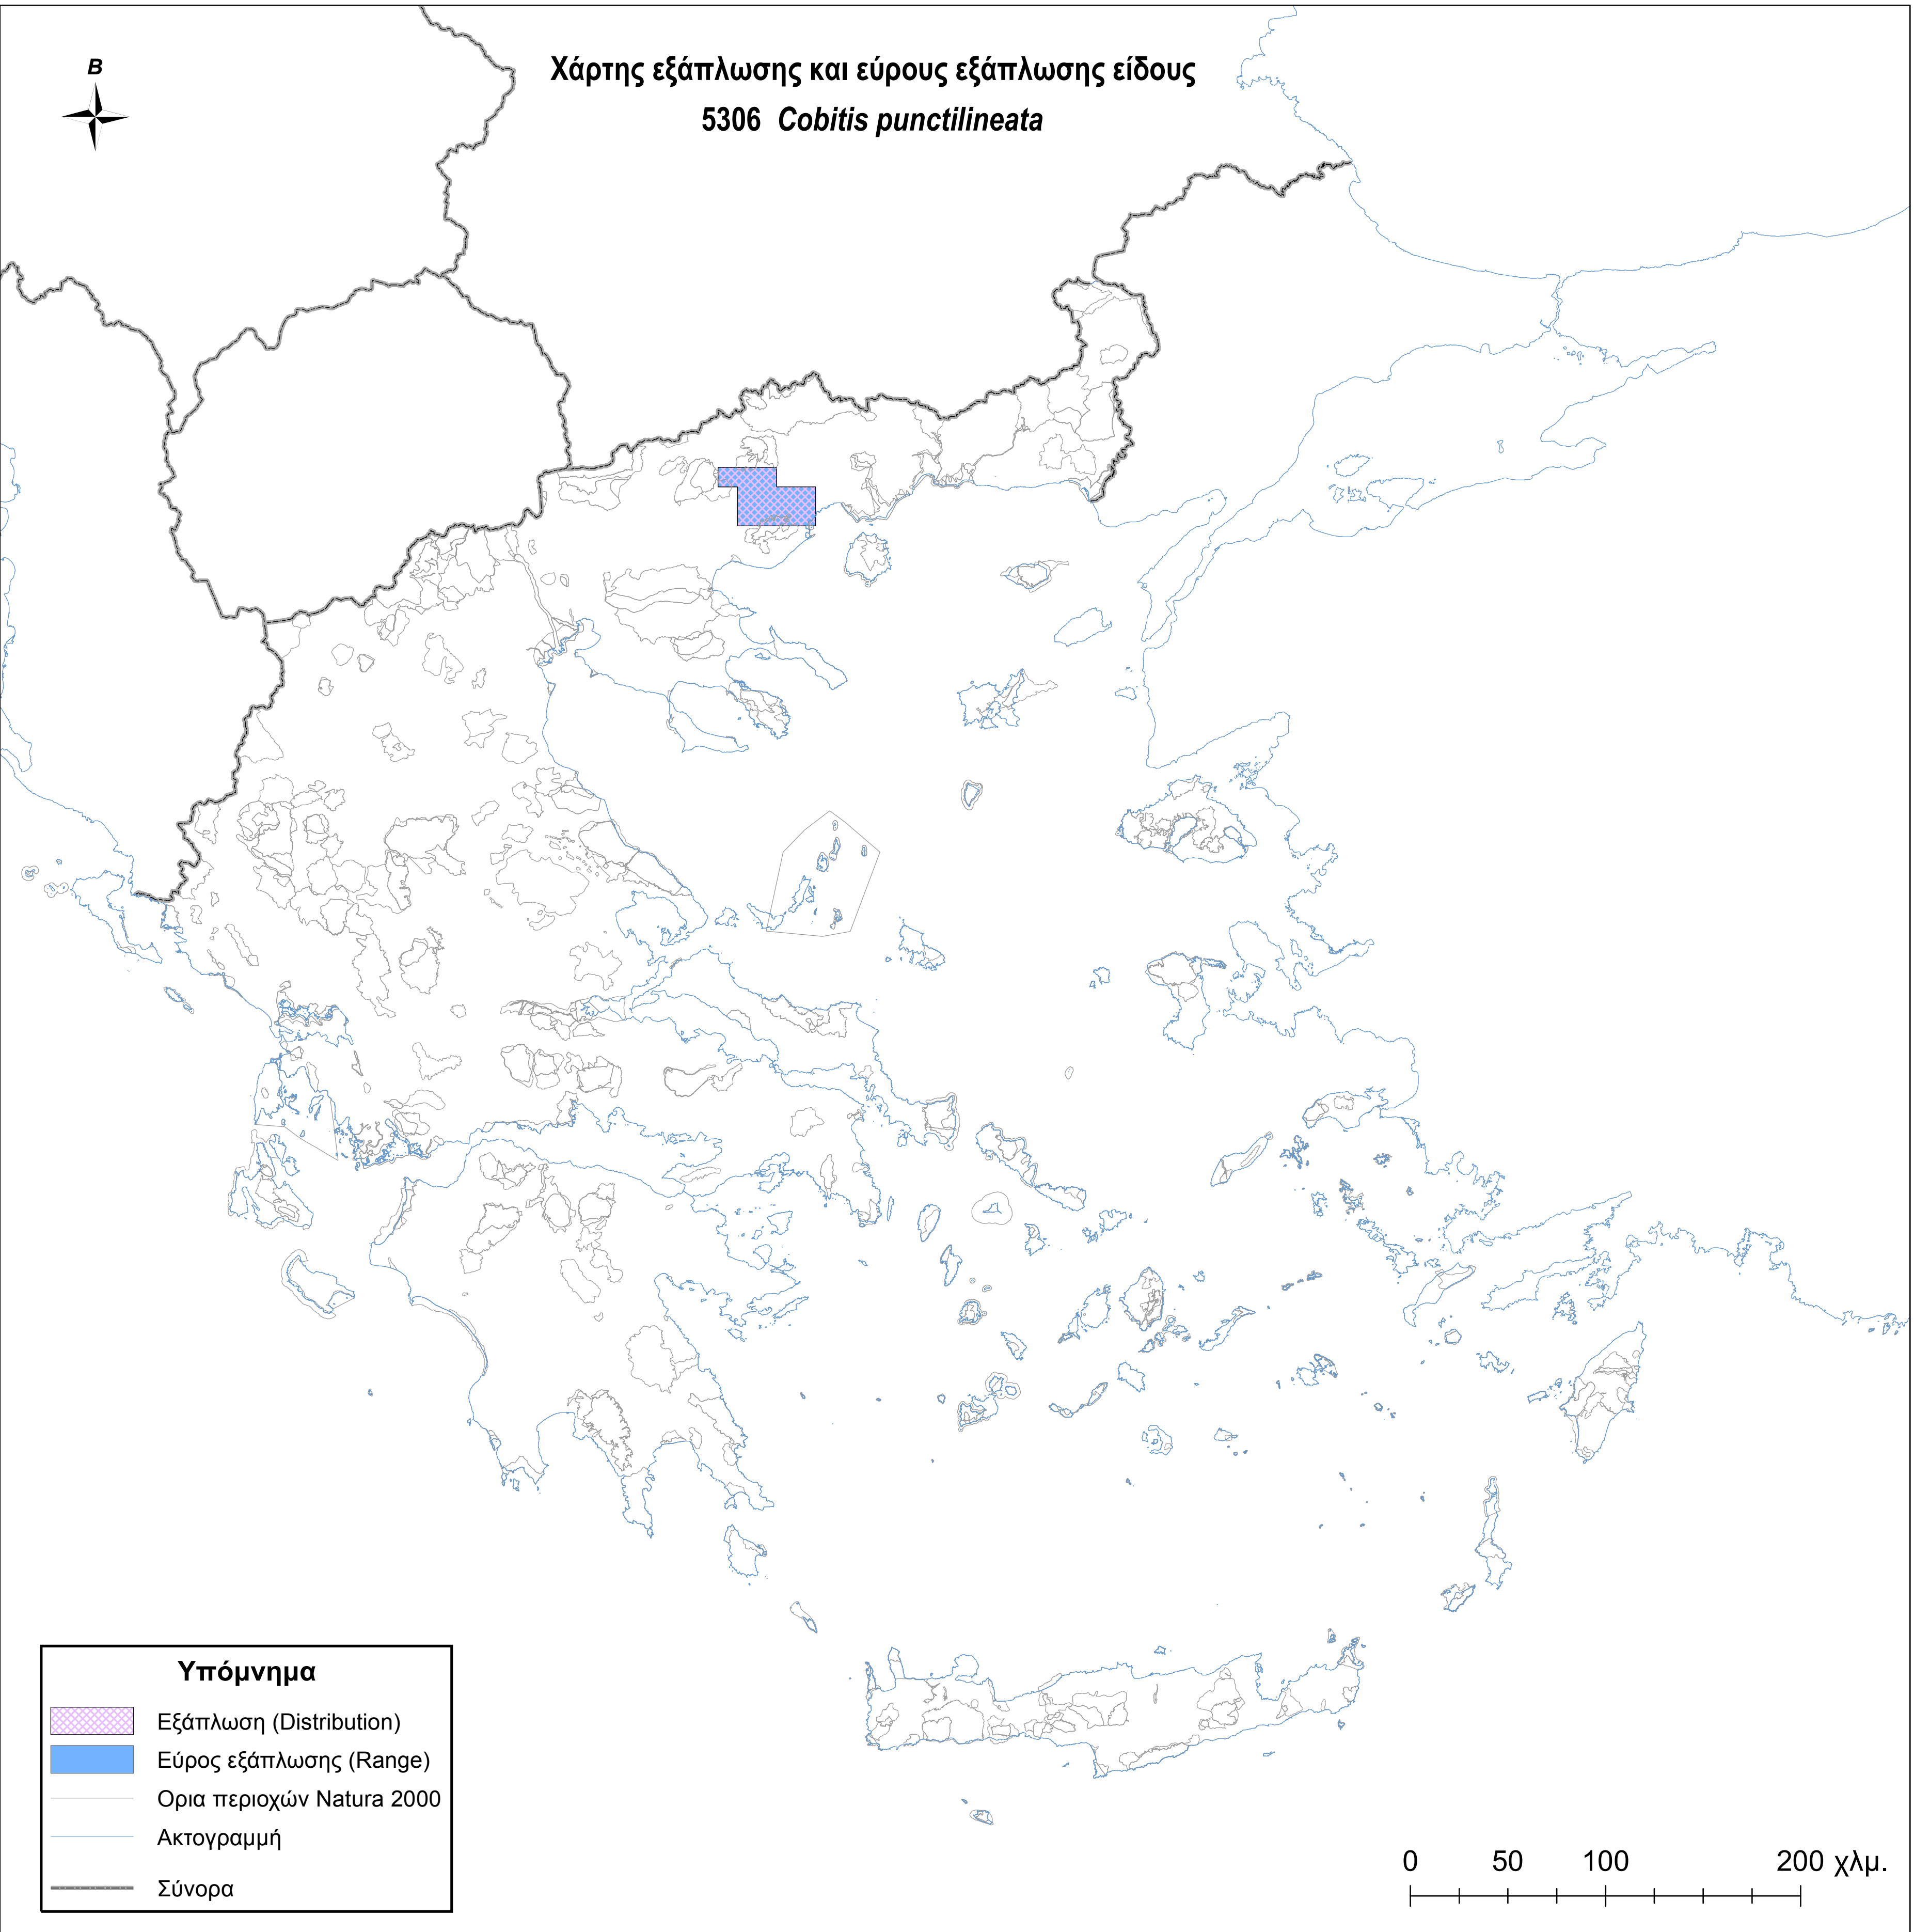 Χάρτης εξάπλωσης και εύρους εξάπλωσης είδους
5306 Cobitis punctilineata
B
Υπόμνημα
Εξάπλωση (Distribution)
Εύρος εξάπλωσης (Range)
Ορια περιοχών Natura 2000
Ακτογραμμή
Σύνορα
0 50 100 200 χλμ.